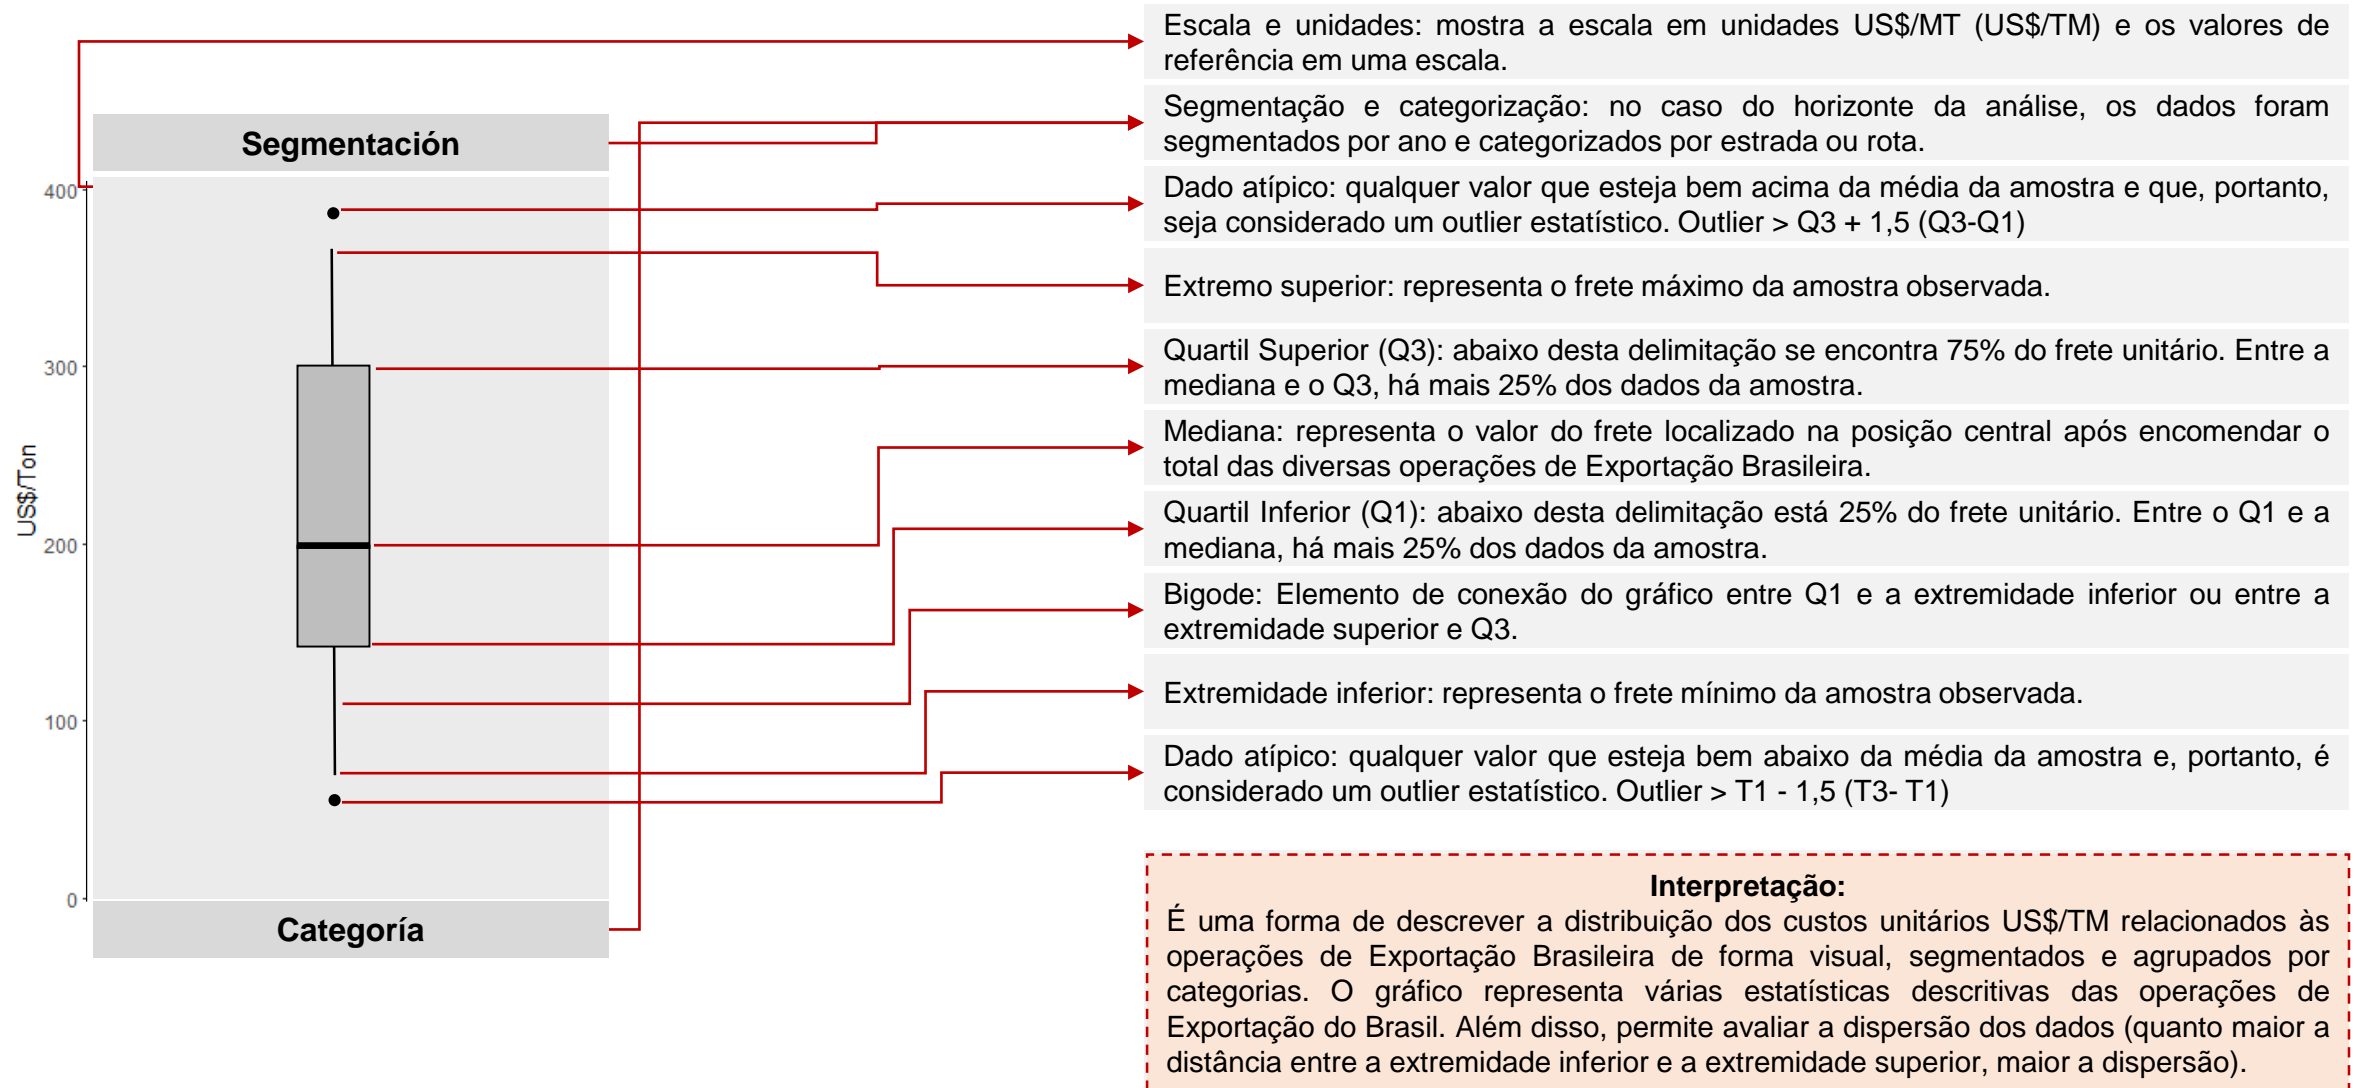 Segmentación
400
300
200
100
0
US$/Ton
Categoría
Escala e unidades: mostra a escala em unidades US$/MT (US$/TM) e os valores de
referência em uma escala.
Segmentação e categorização: no caso do horizonte da análise, os dados foram
segmentados por ano e categorizados por estrada ou rota.
Dado atípico: qualquer valor que esteja bem acima da média da amostra e que, portanto,
seja considerado um outlier estatístico. Outlier > Q3 + 1,5 (Q3-Q1)
Extremo superior: representa o frete máximo da amostra observada.
Quartil Superior (Q3): abaixo desta delimitação se encontra 75% do frete unitário. Entre a
mediana e o Q3, há mais 25% dos dados da amostra.
Mediana: representa o valor do frete localizado na posição central após encomendar o
total das diversas operações de Exportação Brasileira.
Quartil Inferior (Q1): abaixo desta delimitação está 25% do frete unitário. Entre o Q1 e a
mediana, há mais 25% dos dados da amostra.
Bigode: Elemento de conexão do gráfico entre Q1 e a extremidade inferior ou entre a
extremidade superior e Q3.
Extremidade inferior: representa o frete mínimo da amostra observada.
Dado atípico: qualquer valor que esteja bem abaixo da média da amostra e, portanto, é
considerado um outlier estatístico. Outlier > T1 - 1,5 (T3- T1)
Interpretação:
É uma forma de descrever a distribuição dos custos unitários US$/TM relacionados às
operações de Exportação Brasileira de forma visual, segmentados e agrupados por
categorias. O gráfico representa várias estatísticas descritivas das operações de
Exportação do Brasil. Além disso, permite avaliar a dispersão dos dados (quanto maior a
distância entre a extremidade inferior e a extremidade superior, maior a dispersão).